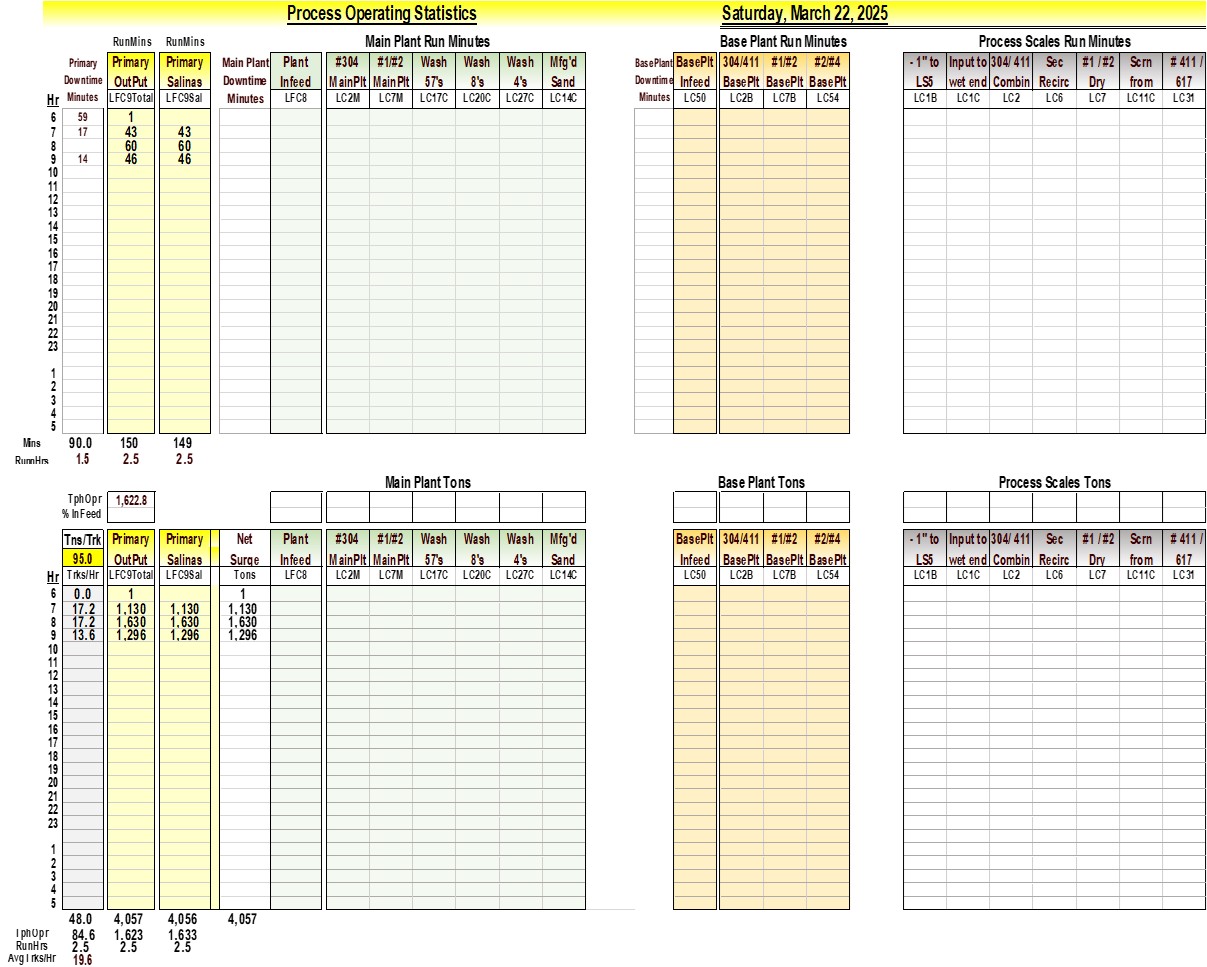 Process Operating Statistics Saturday, March 22, 2025
RunMins RunMins Main Plant Run Minutes Base Plant Run Minutes Process Scales Run Minutes
Primary Primary Primary Main Plant Plant #304 #1/#2 Wash Wash Wash Mfg'd BasePlant BasePlt 304/411 #1/#2 #2/#4 - 1" to Input to 304/ 411 Sec #1 / #2 Scrn # 411 /
Downtime OutPut Salinas Downtime Infeed MainPlt MainPlt 57's 8's 4's Sand Downtime Infeed BasePlt BasePlt BasePlt LS5 wet end Combin Recirc Dry from 617
Hr Minutes LFC9Total LFC9Sal Minutes LFC8 LC2M LC7M LC17C LC20C LC27C LC14C Minutes LC50 LC2B LC7B LC54 LC1B LC1C LC2 LC6 LC7 LC11C LC31
6 59 1
7 17 43 43
8 60 60
9 14 46 46
10
11
12
13
14
15
16
17
18
19
20
21
22
23
1
2
3
4
5
Mins 90.0 150 149
RunnHrs 1.5 2.5 2.5
Main Plant Tons Base Plant Tons Process Scales Tons
TphOpr 1,622.8
% InFeed
Tns/Trk Primary Primary Net Plant #304 #1/#2 Wash Wash Wash Mfg'd BasePlt 304/411 #1/#2 #2/#4 - 1" to Input to 304/ 411 Sec #1 / #2 Scrn # 411 /
95.0 OutPut Salinas Surge Infeed MainPlt MainPlt 57's 8's 4's Sand Infeed BasePlt BasePlt BasePlt LS5 wet end Combin Recirc Dry from 617
Hr Trks/Hr LFC9Total LFC9Sal Tons LFC8 LC2M LC7M LC17C LC20C LC27C LC14C LC50 LC2B LC7B LC54 LC1B LC1C LC2 LC6 LC7 LC11C LC31
6 0.0 1 1
7 17.2 1,130 1,130 1,130
8 17.2 1,630 1,630 1,630
9 13.6 1,296 1,296 1,296
10
11
12
13
14
15
16
17
18
19
20
21
22
23
1
2
3
4
5
48.0 4,057 4,056 4,057
TphOpr 84.6 1,623 1,633
RunHrs 2.5 2.5 2.5
AvgTrks/Hr 19.6